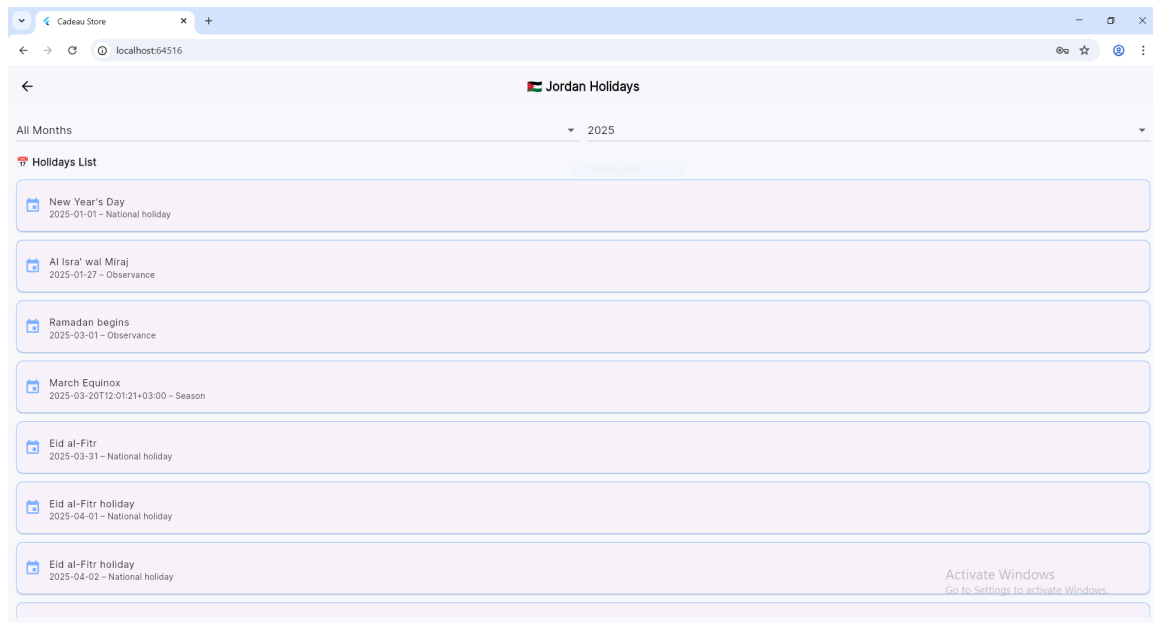 Cadeau Store
localhost:64516
🇯🇴 Jordan Holidays
All Months
2025
📅 Holidays List
New Year's Day
2025-01-01 – National holiday
Al Isra' wal Miraj
2025-01-27 – Observance
Ramadan begins
2025-03-01 – Observance
March Equinox
2025-03-20T12:01:21+03:00 – Season
Eid al-Fitr
2025-03-31 – National holiday
Eid al-Fitr holiday
2025-04-01 – National holiday
Eid al-Fitr holiday
2025-04-02 – National holiday
Activate Windows
Go to Settings to activate Windows.